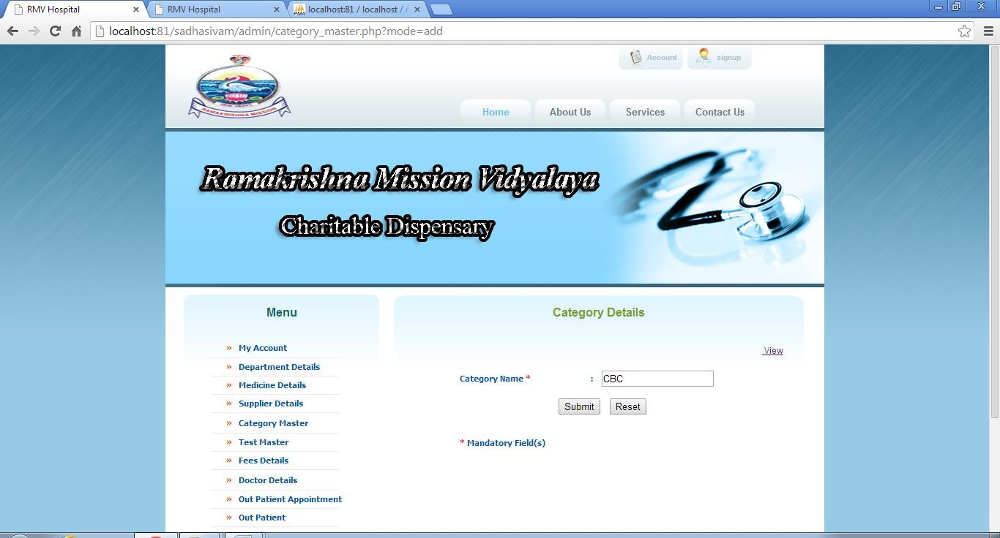 RMV Hospital
RMV Hospital
PMA localhost:81 / localhost /
localhost:81/sadhasivam/admin/category_master.php?mode=add
Account
signup
RAMAKRISHNA MISSION
Home
About Us
Services
Contact Us
Ramakrishna Mission Vidyalaya
Charitable Dispensary
Menu
» My Account
» Department Details
» Medicine Details
» Supplier Details
» Category Master
» Test Master
» Fees Details
» Doctor Details
» Out Patient Appointment
» Out Patient
Category Details
View
Category Name * : CBC
Submit Reset
* Mandatory Field(s)